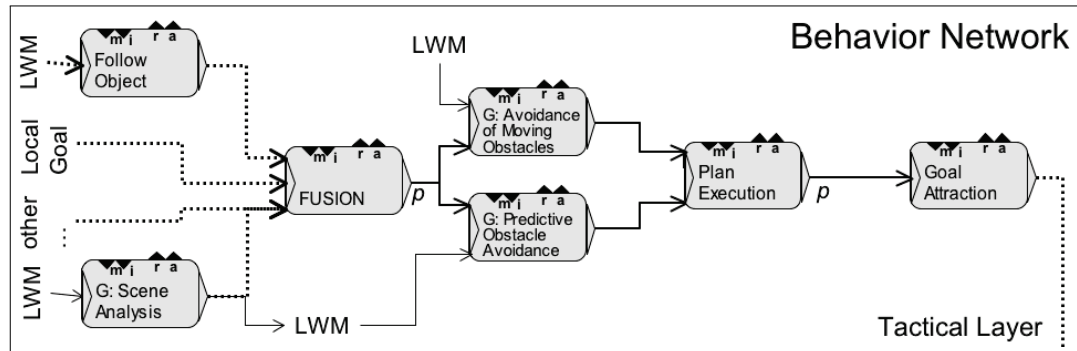 Behavior Network
LWM
m i r a
Follow
Object
Local
Goal
other
...
LWM
m i r a
G: Scene
Analysis
m i r a
FUSION
p
LWM
m i r a
G: Avoidance
of Moving
Obstacles
m i r a
G: Predictive
Obstacle
Avoidance
LWM
m i r a
Plan
Execution
p
m i r a
Goal
Attraction
Tactical Layer